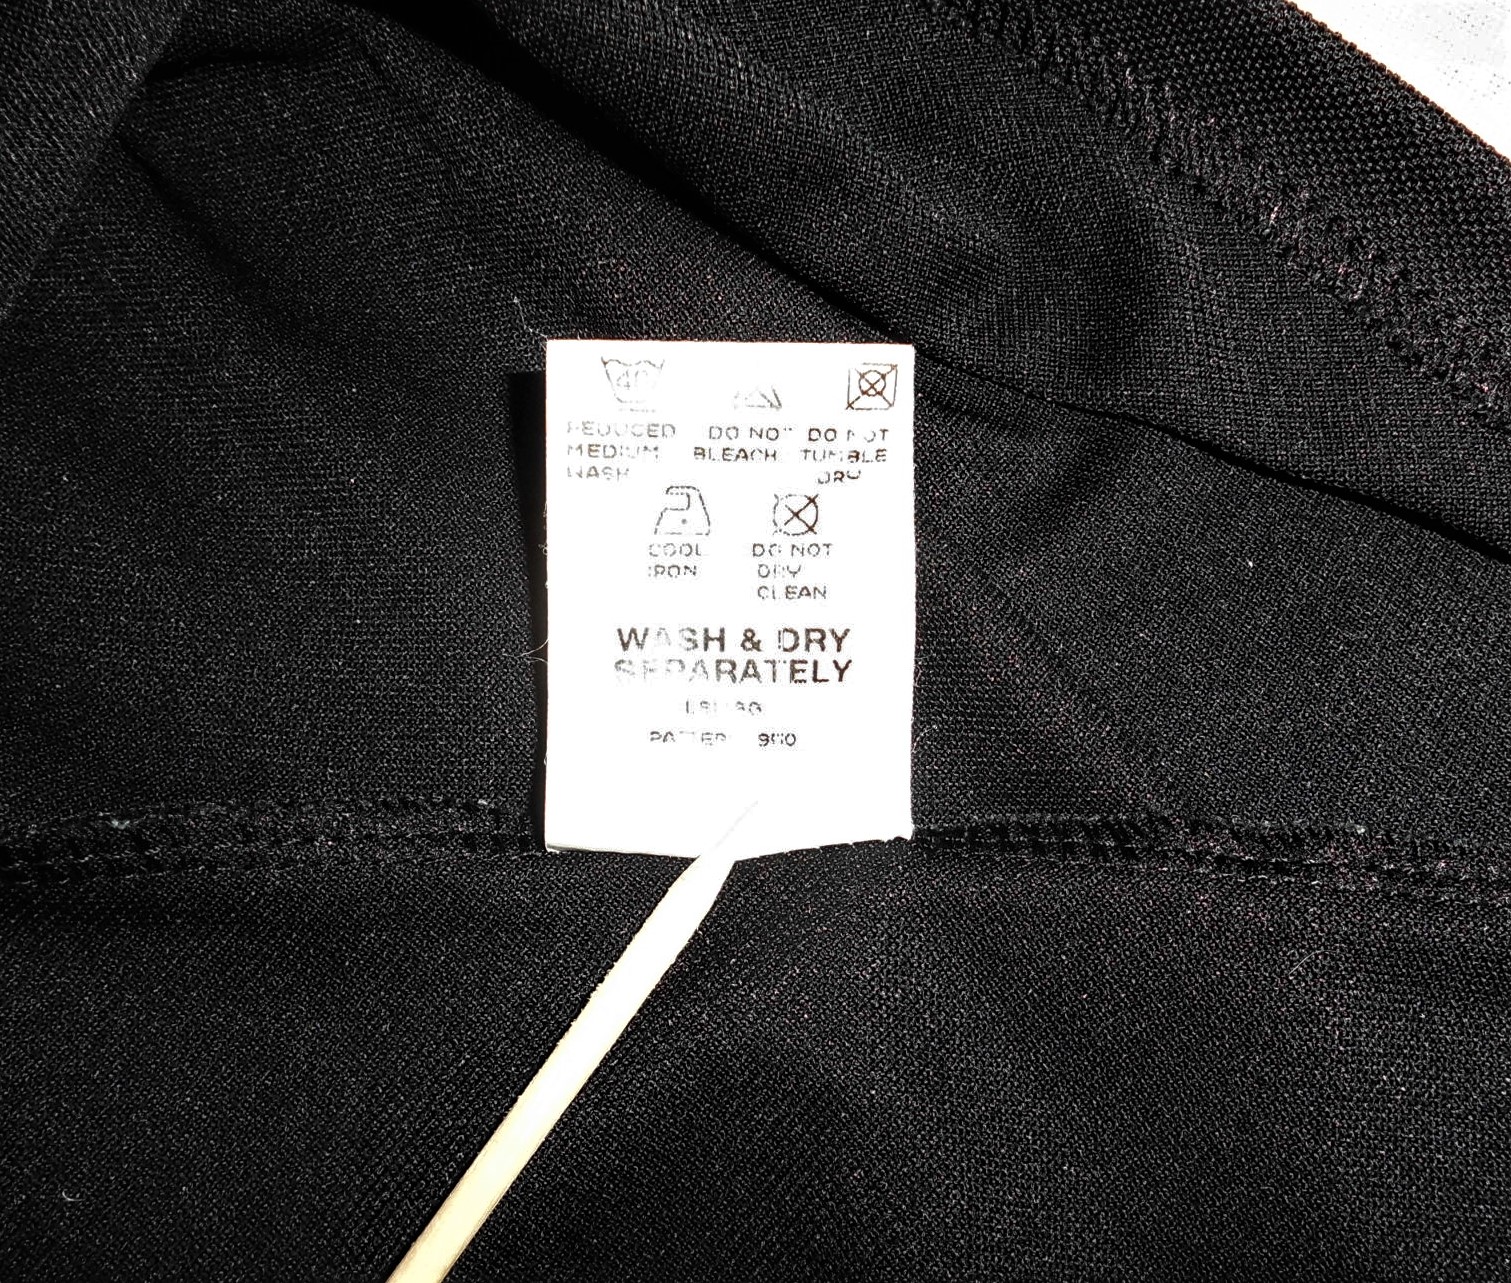 40
REDUCED
MEDIUM
WASH
DO NOT
BLEACH
DO NOT
TUMBLE
DRY
COOL
IRON
DO NOT
DRY
CLEAN
WASH & DRY
SEPARATELY
PATTERN